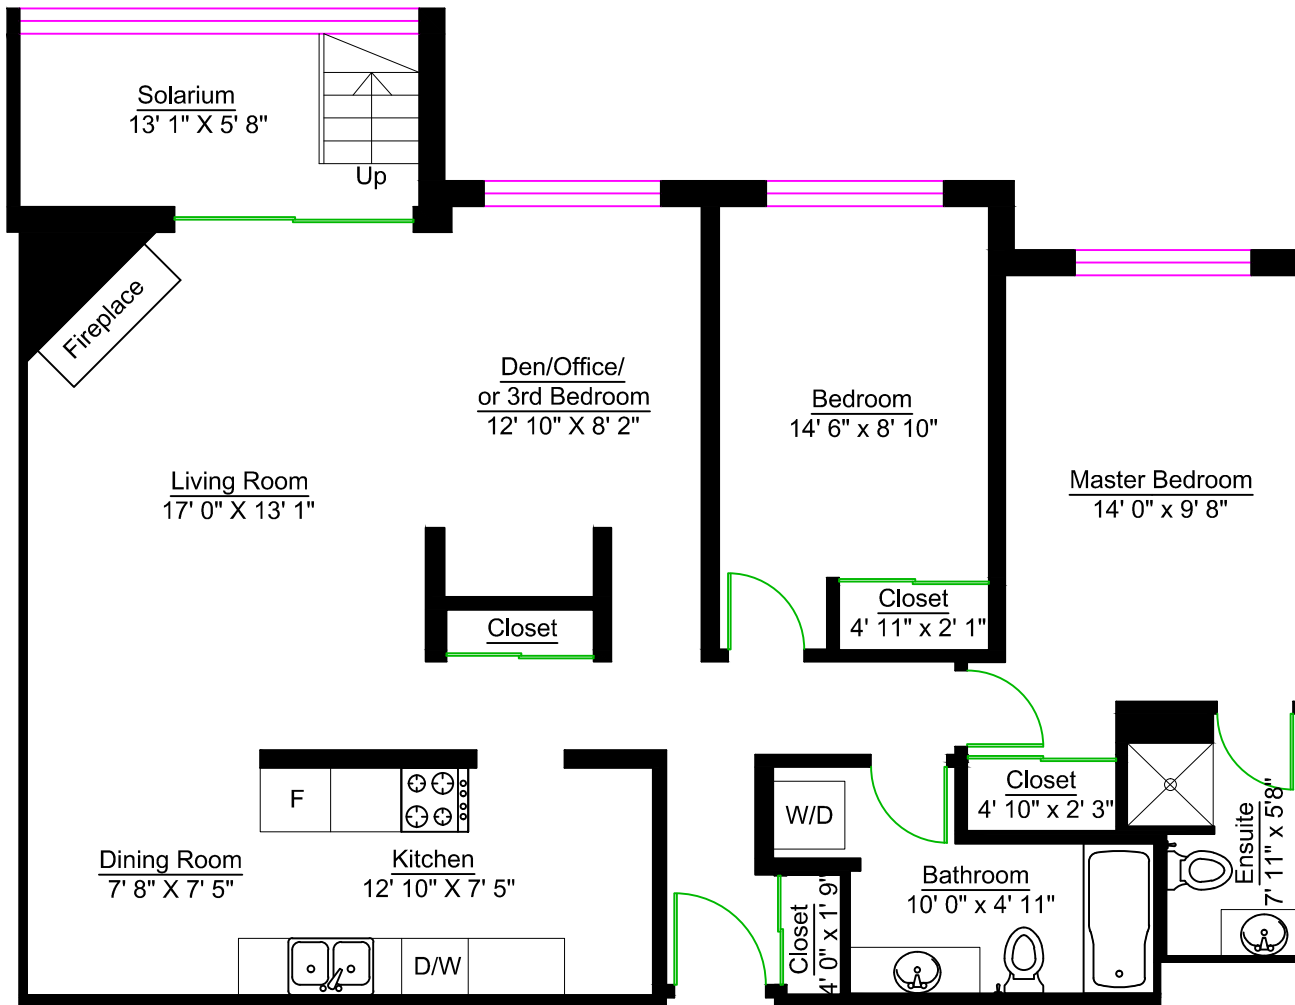 Solarium
13' 1" X 5' 8"
Up
Fireplace
Den/Office/
or 3rd Bedroom
12' 10" X 8' 2"
Bedroom
14' 6" x 8' 10"
Living Room
17' 0" X 13' 1"
Master Bedroom
14' 0" x 9' 8"
Closet
Closet
4' 11" x 2' 1"
F
Closet
4' 10" x 2' 3"
W/D
Dining Room
7' 8" X 7' 5"
Kitchen
12' 10" X 7' 5"
Bathroom
10' 0" x 4' 11"
Ensuite
7' 11" x 5'8"
Closet
4' 0" x 1' 9"
D/W